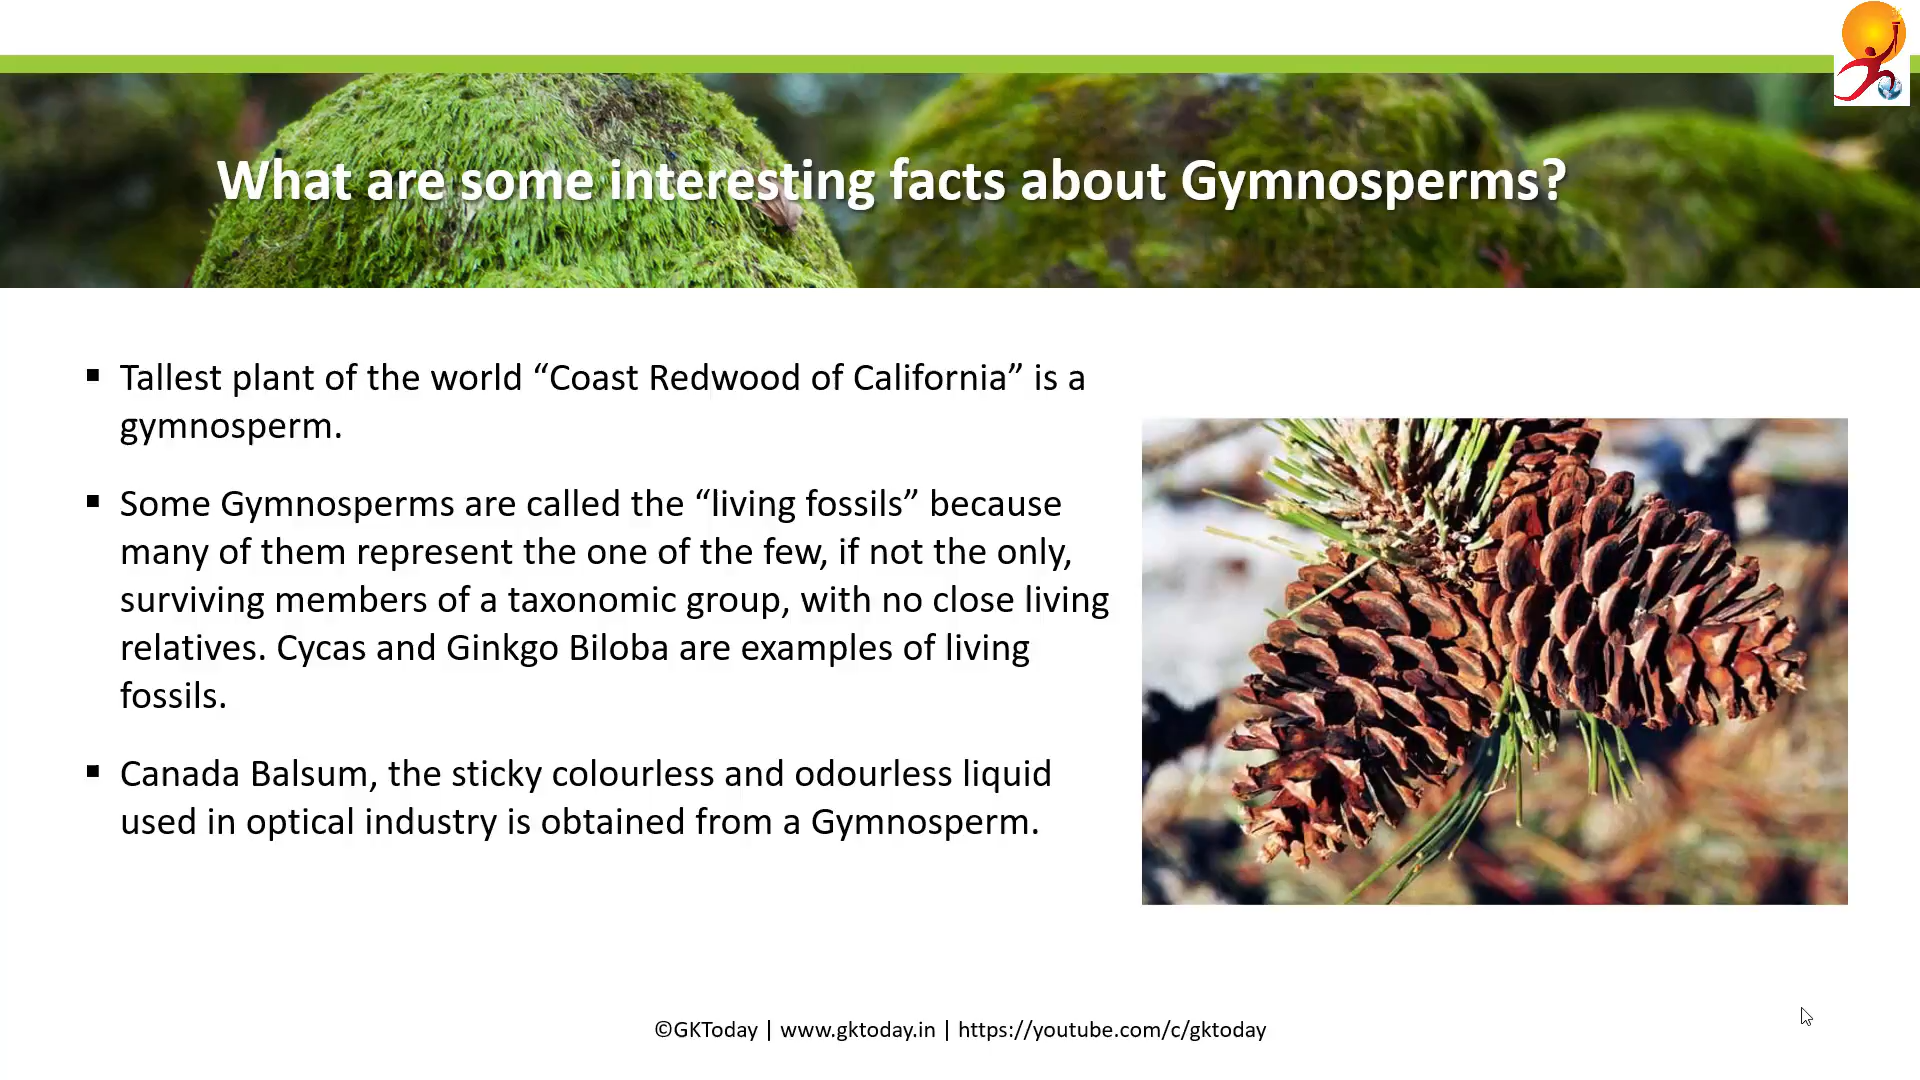 What are some interesting facts about Gymnosperms?
▪ Tallest plant of the world “Coast Redwood of California” is a
gymnosperm.
▪ Some Gymnosperms are called the “living fossils” because
many of them represent the one of the few, if not the only,
surviving members of a taxonomic group, with no close living
relatives. Cycas and Ginkgo Biloba are examples of living
fossils.
▪ Canada Balsum, the sticky colourless and odourless liquid
used in optical industry is obtained from a Gymnosperm.
©GKToday | www.gktoday.in | https://youtube.com/c/gktoday